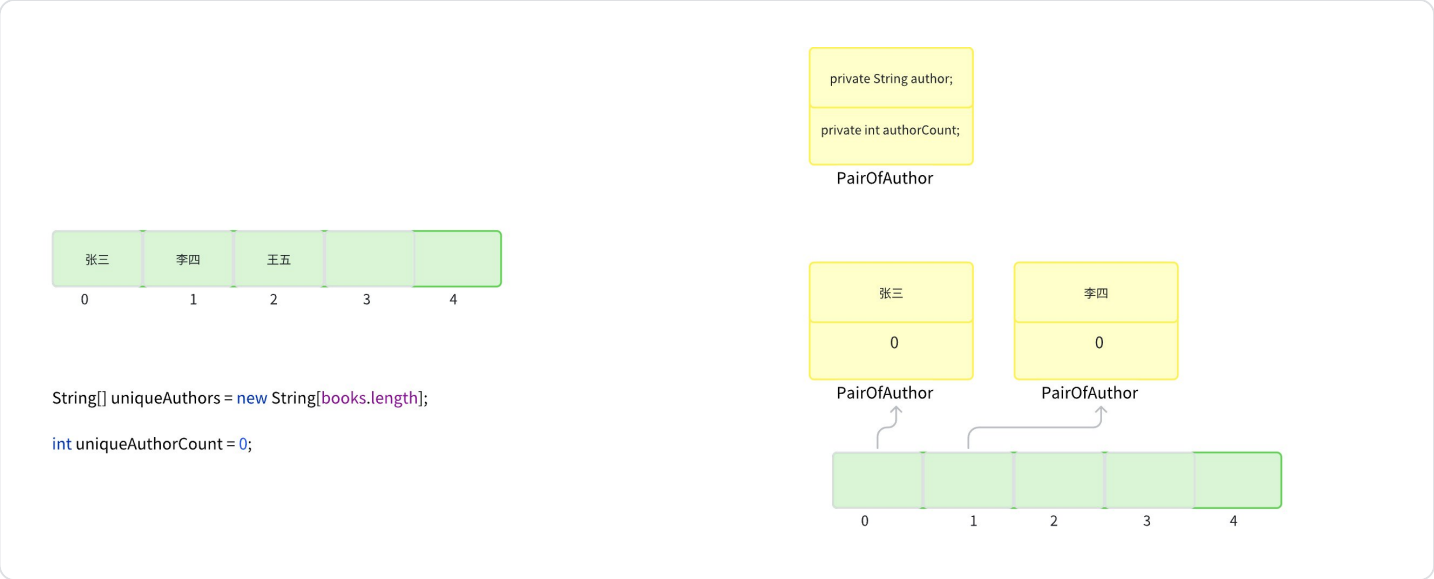 张三 李四 王五
0 1 2 3 4
String[] uniqueAuthors = new String[books.length];
int uniqueAuthorCount = 0;
private String author;
private int authorCount;
PairOfAuthor
张三 李四
0 0
PairOfAuthor PairOfAuthor
0 1 2 3 4